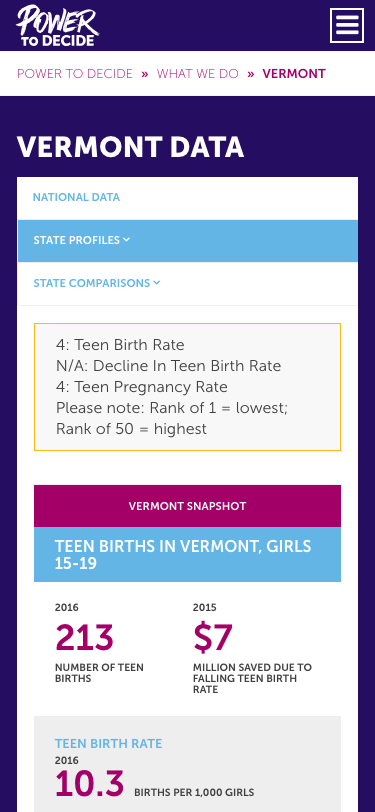 POWER
TO DECIDE
POWER TO DECIDE » WHAT WE DO » VERMONT
VERMONT DATA
NATIONAL DATA
STATE PROFILES
STATE COMPARISONS
4: Teen Birth Rate
N/A: Decline In Teen Birth Rate
4: Teen Pregnancy Rate
Please note: Rank of 1 = lowest;
Rank of 50 = highest
VERMONT SNAPSHOT
TEEN BIRTHS IN VERMONT, GIRLS
15-19
2016
213
NUMBER OF TEEN
BIRTHS
2015
$7
MILLION SAVED DUE TO
FALLING TEEN BIRTH
RATE
TEEN BIRTH RATE
2016
10.3 BIRTHS PER 1,000 GIRLS